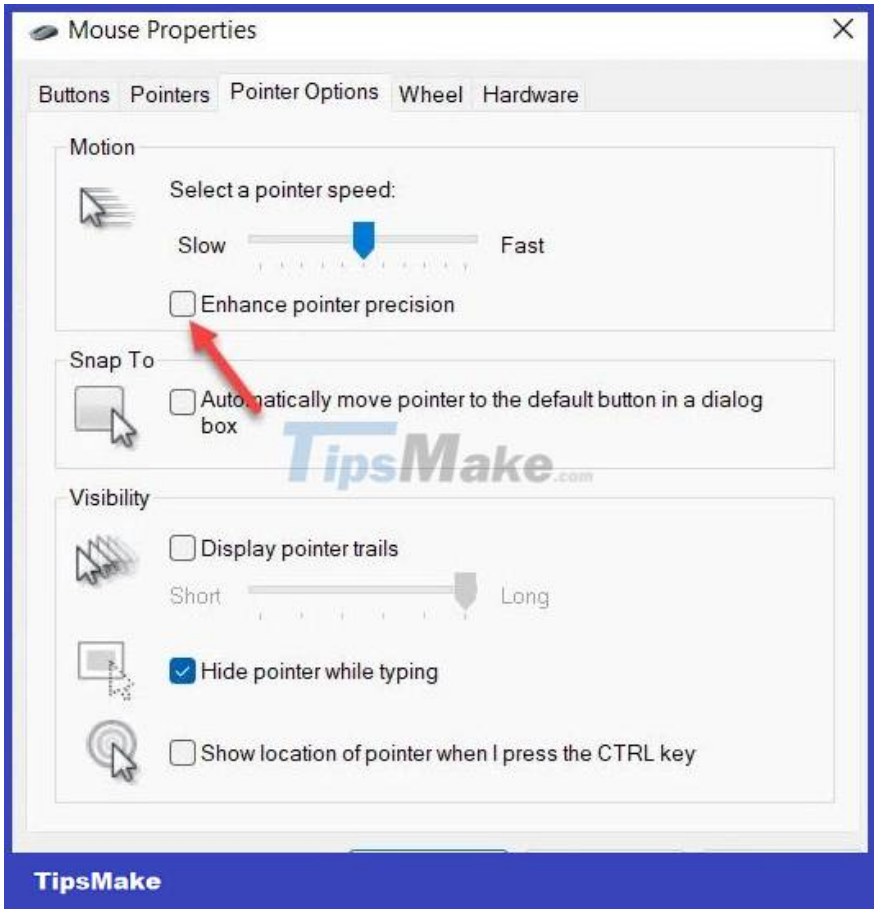 Mouse Properties
Buttons Pointers Pointer Options Wheel Hardware
Motion
Select a pointer speed:
Slow Fast
Enhance pointer precision
Snap To
Automatically move pointer to the default button in a dialog
box
TipsMake.com
Visibility
Display pointer trails
Short Long
Hide pointer while typing
Show location of pointer when I press the CTRL key
TipsMake